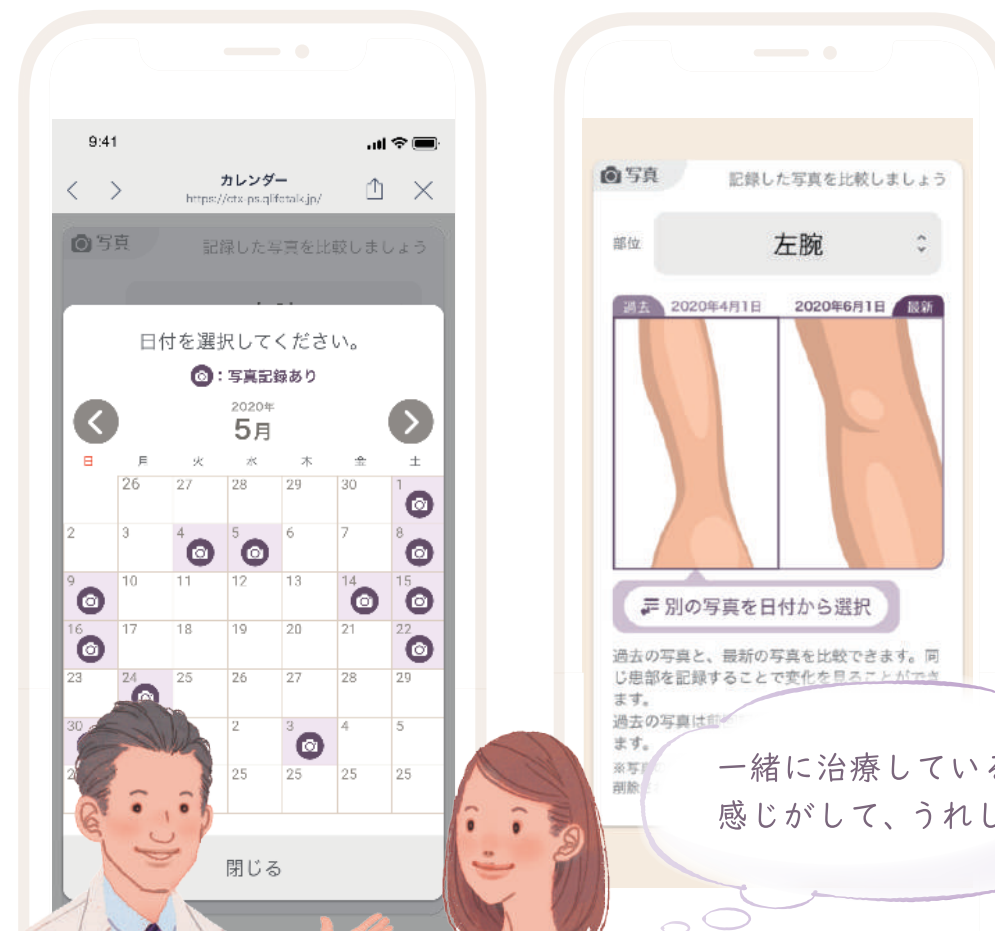 9:41
カレンダー
https://ctx-ps.qlifetalk.jp/
写真
記録した写真を比較しましょう
日付を選択してください。
：写真記録あり
2020年
5月
日 月 火 水 木 金 土
26 27 28 29 30 1
2 3 4 5 6 7 8
9 10 11 12 13 14 15
16 17 18 19 20 21 22
23 24 25 26 27 28 29
30 2 3 4 5
25 25 25 25
閉じる
写真
記録した写真を比較しましょう
部位
左腕
過去 2020年4月1日
2020年6月1日 最新
別の写真を日付から選択
過去の写真と、最新の写真を比較できます。同
じ患部を記録することで変化を見ることができ
ます。
過去の写真は
ます。
※写
削除
一緒に治療している
感じがして、うれし